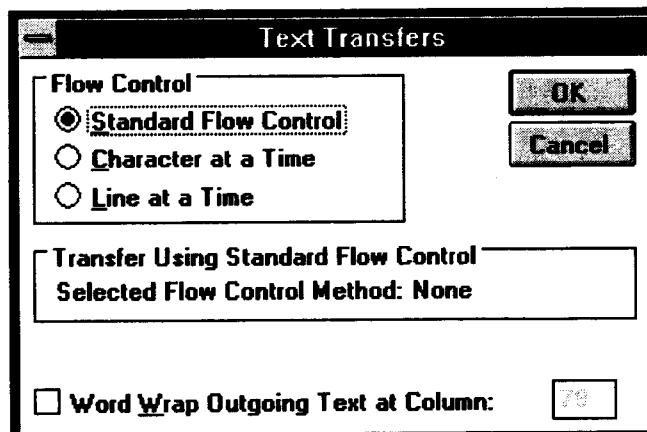 Text Transfers
Flow Control
Standard Flow Control
Character at a Time
Line at a Time
OK
Cancel
Transfer Using Standard Flow Control
Selected Flow Control Method: None
Word Wrap Outgoing Text at Column:
79